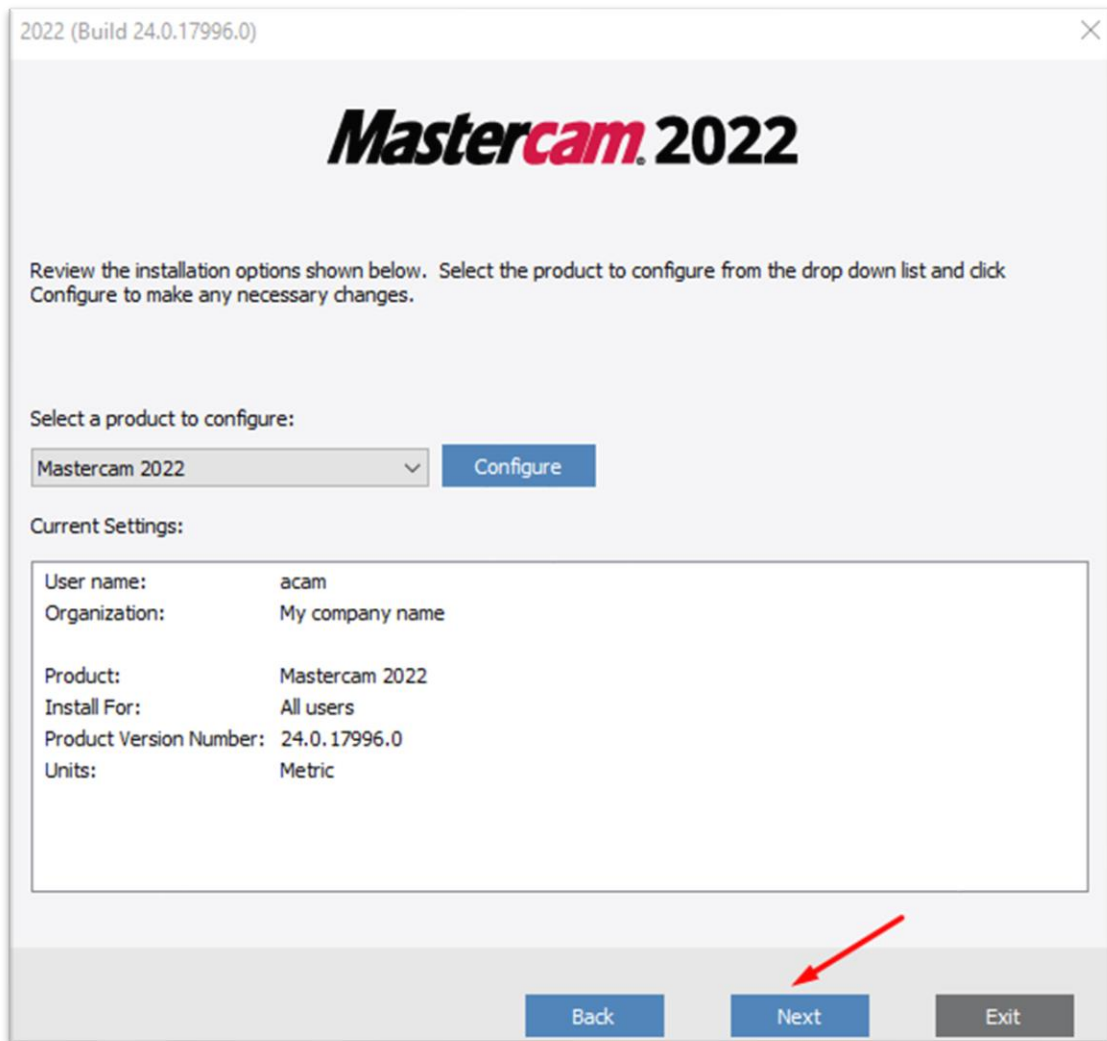 2022 (Build 24.0.17996.0)
Mastercam® 2022
Review the installation options shown below. Select the product to configure from the drop down list and click
Configure to make any necessary changes.
Select a product to configure:
Mastercam 2022
Configure
Current Settings:
User name: acam
Organization: My company name
Product: Mastercam 2022
Install For: All users
Product Version Number: 24.0.17996.0
Units: Metric
Back Next Exit